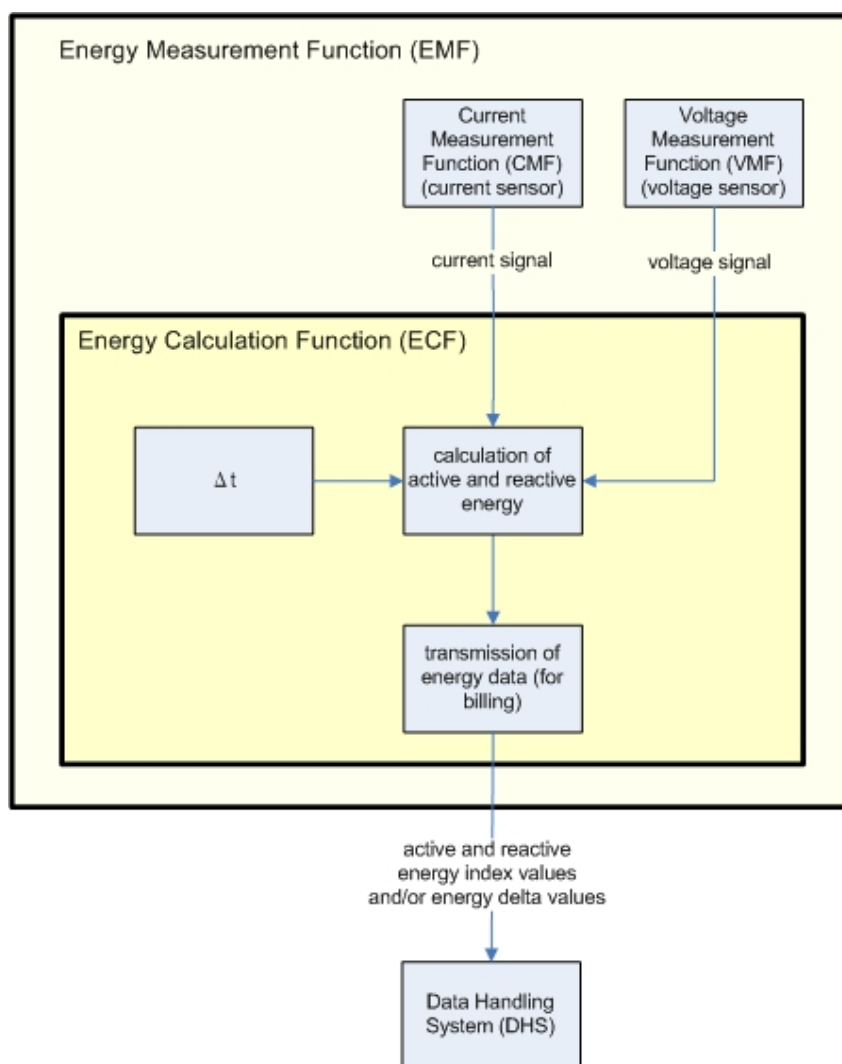 Energy Measurement Function (EMF)
Current
Measurement
Function (CMF)
(current sensor)
Voltage
Measurement
Function (VMF)
(voltage sensor)
current signal
voltage signal
Energy Calculation Function (ECF)
Δ t
calculation of
active and reactive
energy
transmission of
energy data (for
billing)
active and reactive
energy index values
and/or energy delta values
Data Handling
System (DHS)